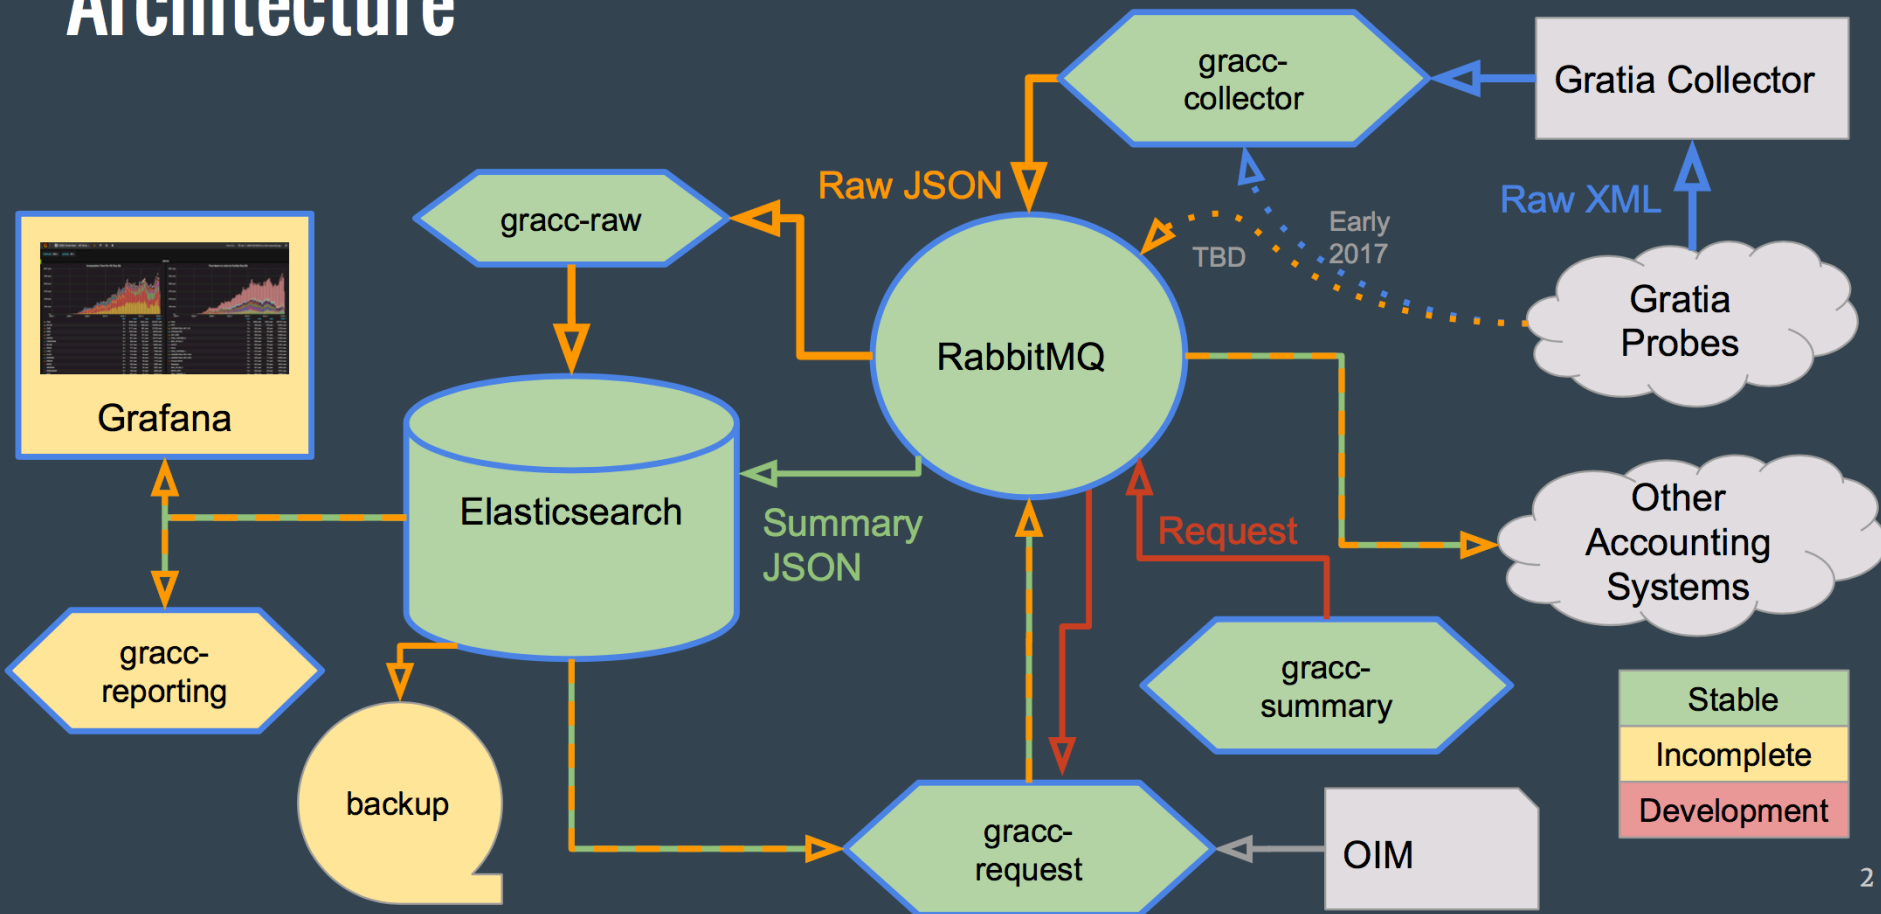 Architecture
gracc-
collector
Gratia Collector
Raw JSON
gracc-raw
Raw XML
Early
2017
TBD
Gratia
Probes
RabbitMQ
Grafana
Elasticsearch
Summary
JSON
Request
Other
Accounting
Systems
gracc-
reporting
gracc-
summary
backup
gracc-
request
OIM
Stable
Incomplete
Development
2